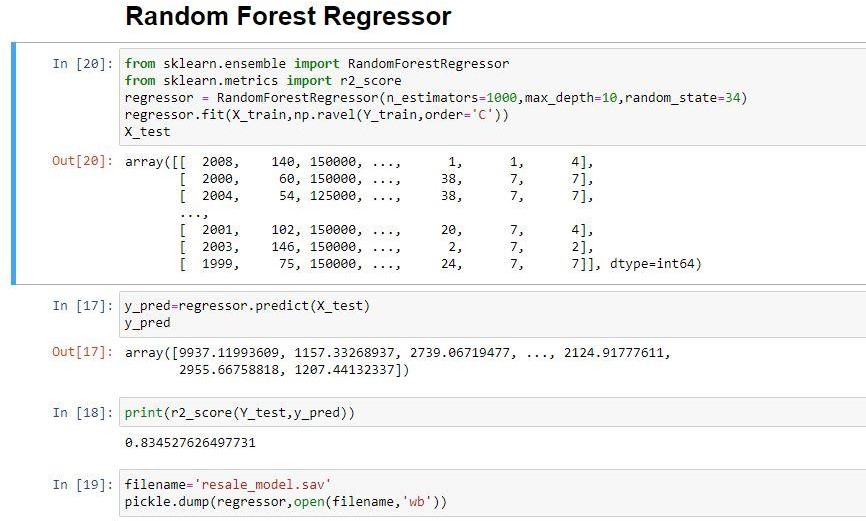 Random Forest Regressor
In [20]: from sklearn.ensemble import RandomForestRegressor
from sklearn.metrics import r2_score
regressor = RandomForestRegressor(n_estimators=1000,max_depth=10,random_state=34)
regressor.fit(X_train,np.ravel(Y_train,order='C'))
X_test
Out[20]: array([[ 2008, 140, 150000, ..., 1, 1, 4],
[ 2000, 60, 150000, ..., 38, 7, 7],
[ 2004, 54, 125000, ..., 38, 7, 7],
...,
[ 2001, 102, 150000, ..., 20, 7, 4],
[ 2003, 146, 150000, ..., 2, 7, 2],
[ 1999, 75, 150000, ..., 24, 7, 7]], dtype=int64)
In [17]: y_pred=regressor.predict(X_test)
y_pred
Out[17]: array([9937.11993609, 1157.33268937, 2739.06719477, ..., 2124.91777611,
2955.66758818, 1207.44132337])
In [18]: print(r2_score(Y_test,y_pred))
0.834527626497731
In [19]: filename='resale_model.sav'
pickle.dump(regressor,open(filename,'wb'))